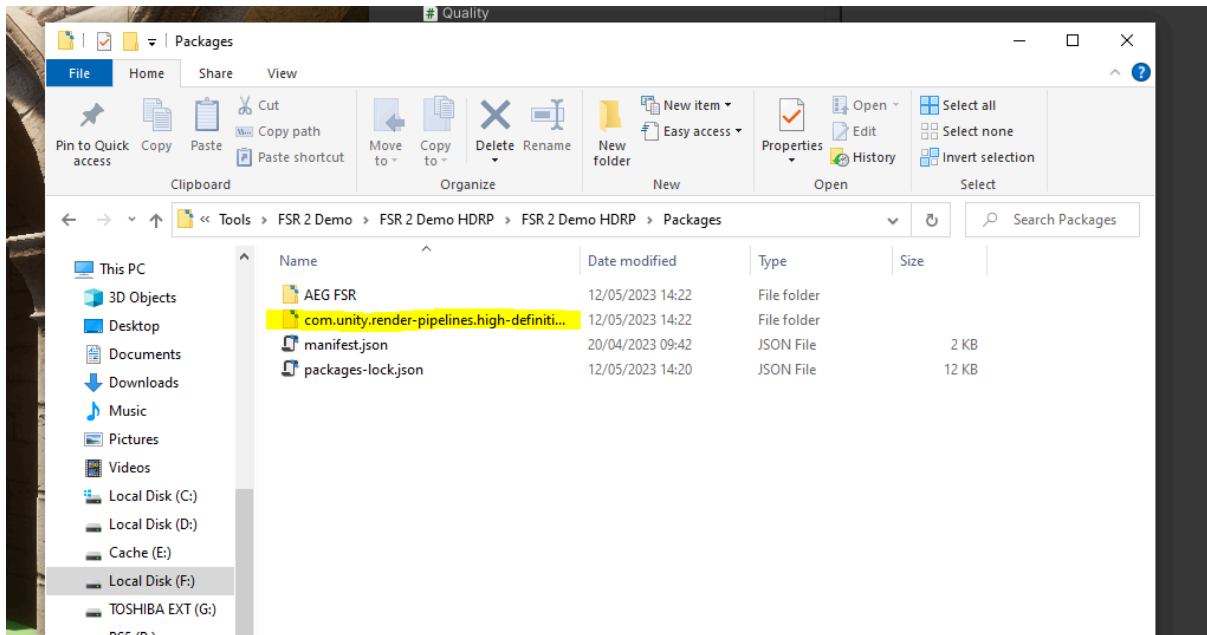 # Quality
Packages
File Home Share View
Pin to Quick access
Copy
Paste
Cut
Copy path
Paste shortcut
Clipboard
Move to
Copy to
Delete
Rename
Organize
New folder
New item
Easy access
New
Properties
Open
Edit
History
Open
Select all
Select none
Invert selection
Select
« Tools > FSR 2 Demo > FSR 2 Demo HDRP > FSR 2 Demo HDRP > Packages
Search Packages
This PC
3D Objects
Desktop
Documents
Downloads
Music
Pictures
Videos
Local Disk (C:)
Local Disk (D:)
Cache (E:)
Local Disk (F:)
TOSHIBA EXT (G:)
Name Date modified Type Size
AEG FSR 12/05/2023 14:22 File folder
com.unity.render-pipelines.high-definiti... 12/05/2023 14:22 File folder
manifest.json 20/04/2023 09:42 JSON File 2 KB
packages-lock.json 12/05/2023 14:20 JSON File 12 KB